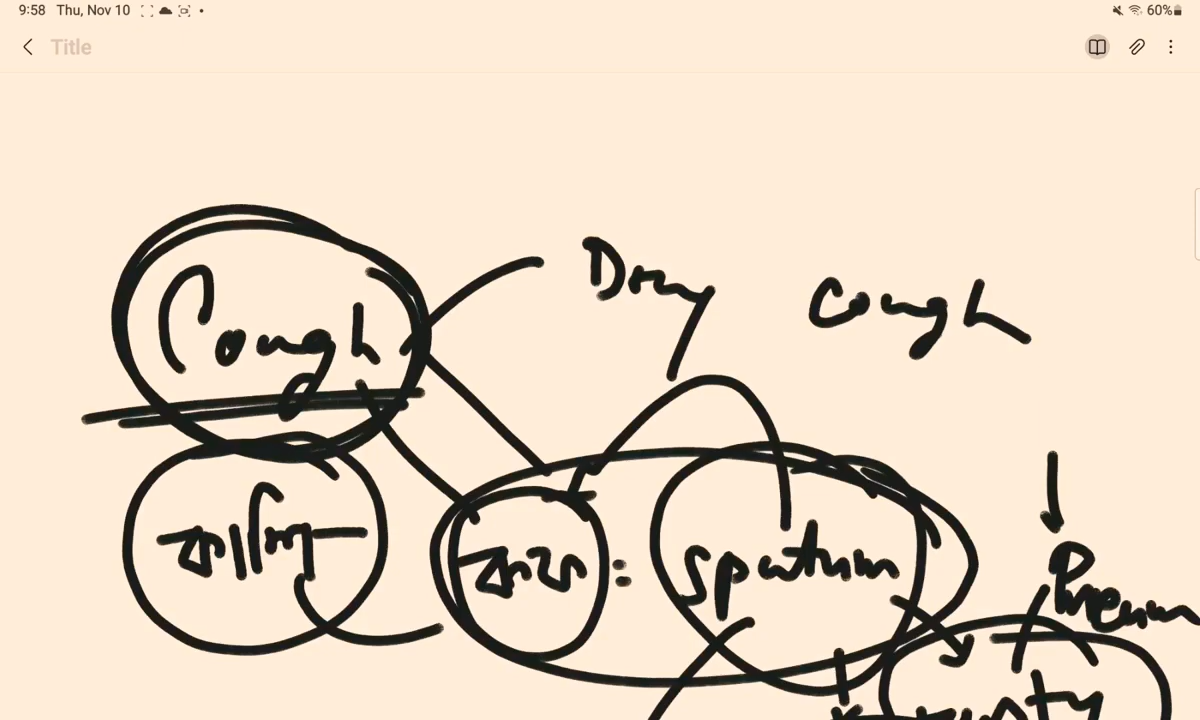 9:58 Thu, Nov 10 60%
Title
Cough
Dry Cough
কাশি
কফ : Sputum